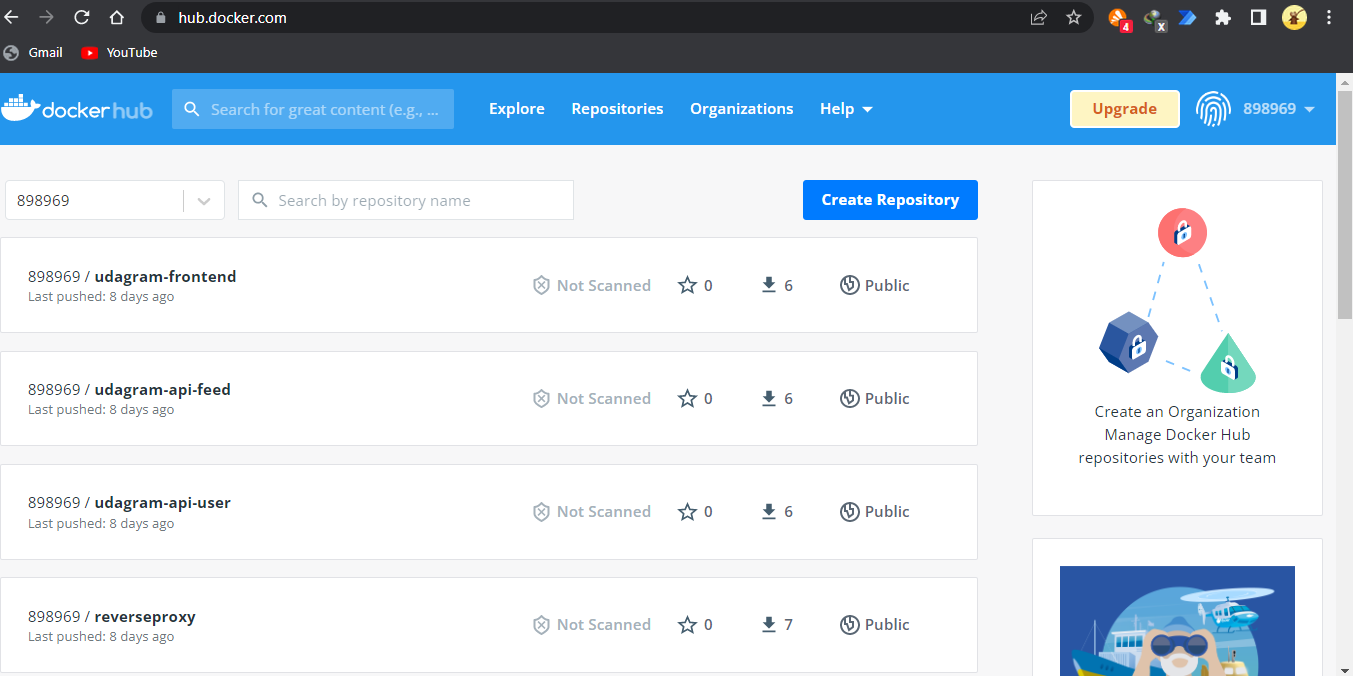 hub.docker.com
4
X
Gmail
YouTube
docker hub
Search for great content (e.g., ...
Explore
Repositories
Organizations
Help
Upgrade
898969
898969
Search by repository name
Create Repository
898969 / udagram-frontend
Last pushed: 8 days ago
Not Scanned
0
6
Public
898969 / udagram-api-feed
Last pushed: 8 days ago
Not Scanned
0
6
Public
898969 / udagram-api-user
Last pushed: 8 days ago
Not Scanned
0
6
Public
898969 / reverseproxy
Last pushed: 8 days ago
Not Scanned
0
7
Public
Create an Organization
Manage Docker Hub
repositories with your team